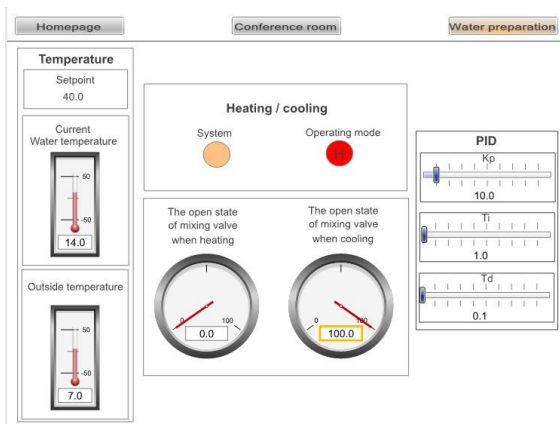 Homepage
Conference room
Water preparation
Temperature
Setpoint
40.0
Current
Water temperature
50
-50
14.0
Outside temperature
50
-50
7.0
Heating / cooling
System
Operating mode
H
The open state
of mixing valve
when heating
0
100
0.0
The open state
of mixing valve
when cooling
0
100
100.0
PID
Kp
10.0
Ti
1.0
Td
0.1